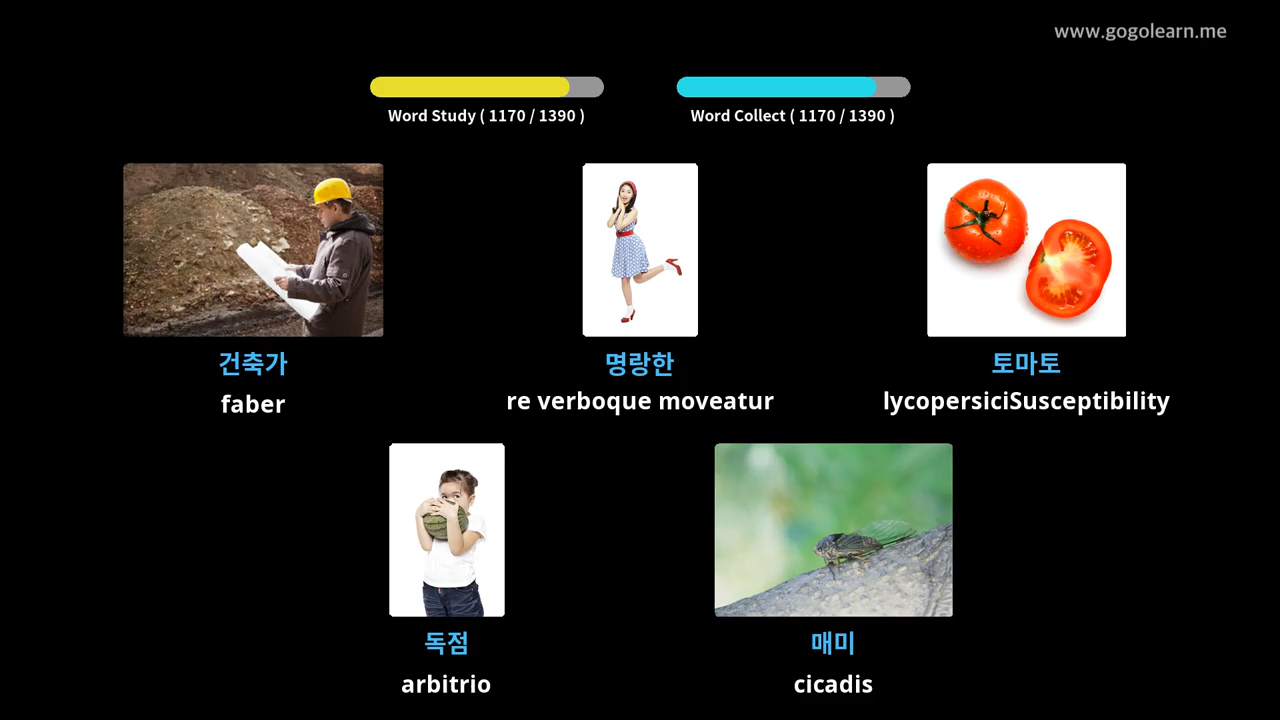 www.gogolearn.me
Word Study ( 1170 / 1390 )
Word Collect ( 1170 / 1390 )
건축가
faber
명랑한
re verboque moveatur
토마토
lycopersiciSusceptibility
독점
arbitrio
매미
cicadis